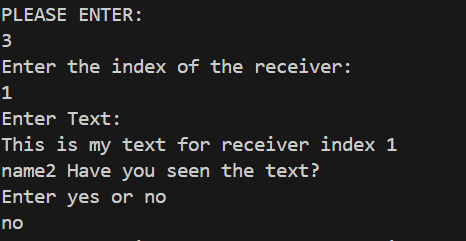 PLEASE ENTER:
3
Enter the index of the receiver:
1
Enter Text:
This is my text for receiver index 1
name2 Have you seen the text?
Enter yes or no
no